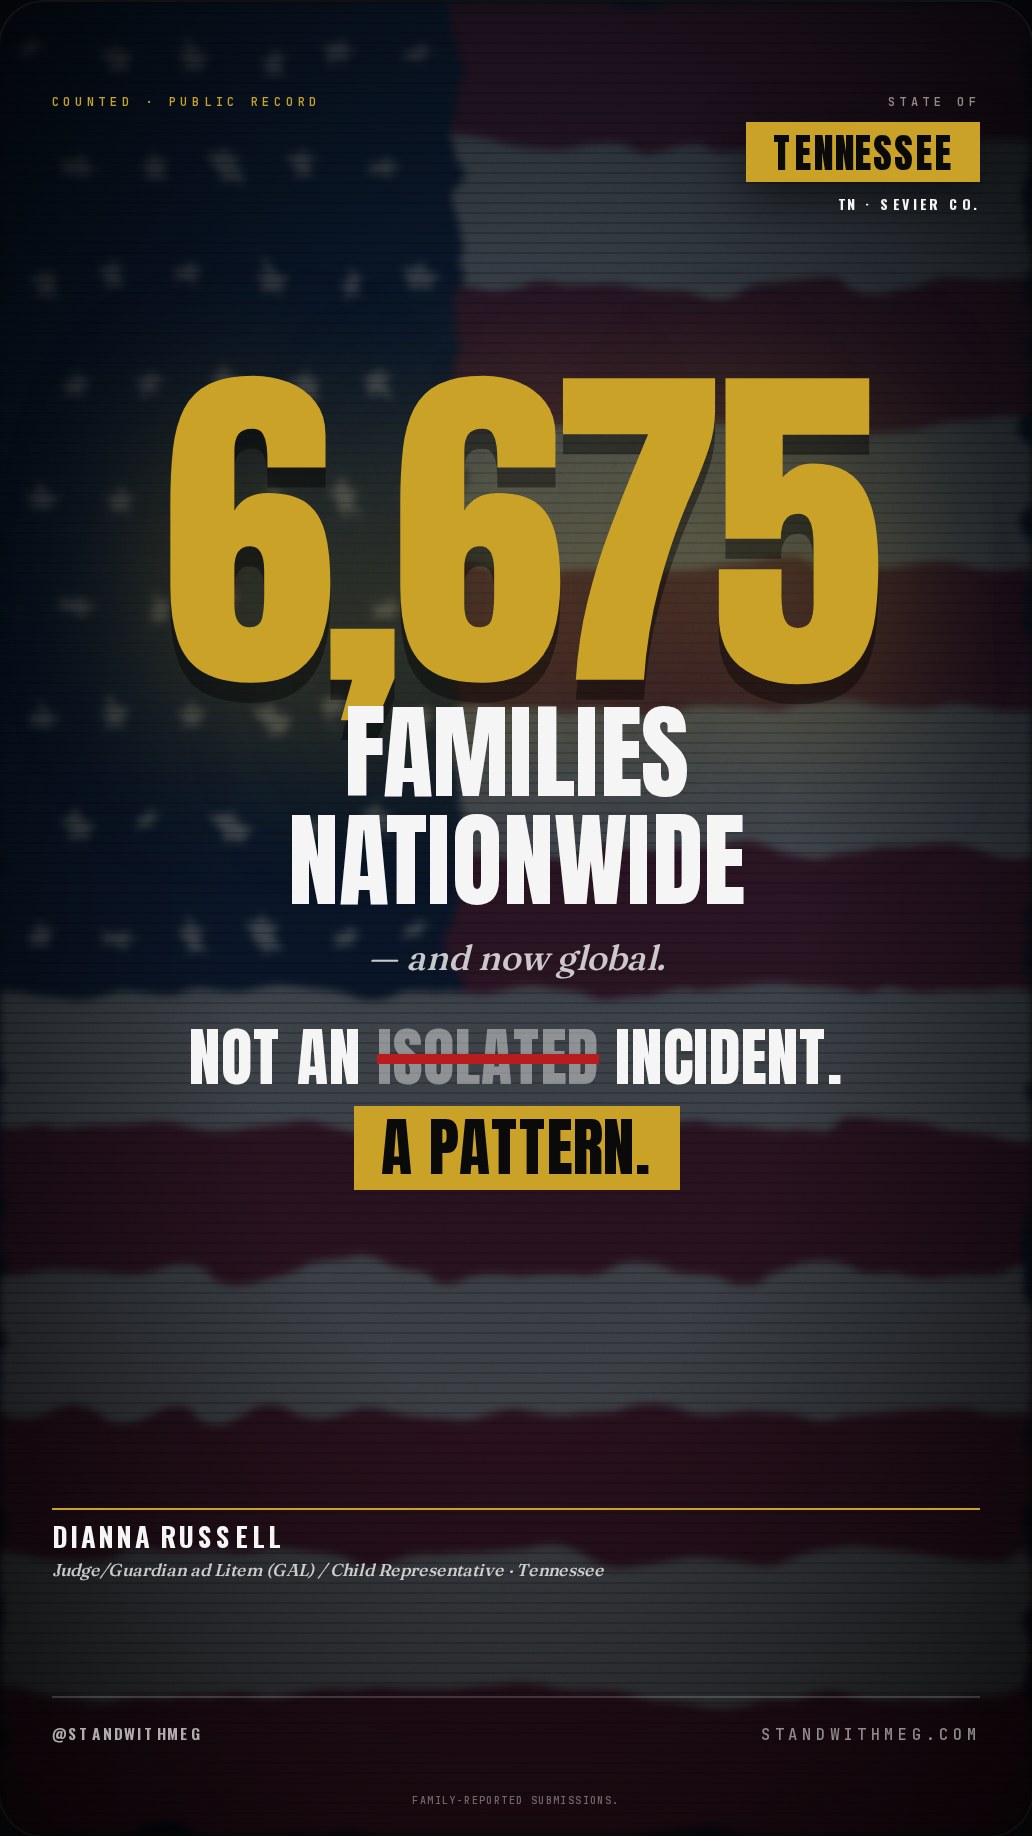 COUNTED · PUBLIC RECORD
STATE OF
TENNESSEE
TN · SEVIER CO.
6,675
FAMILIES
NATIONWIDE
— and now global.
NOT AN ISOLATED INCIDENT.
A PATTERN.
DIANNA RUSSELL
Judge/Guardian ad Litem (GAL) / Child Representative · Tennessee
@STANDWITHMEG
STANDWITHMEG.COM
FAMILY-REPORTED SUBMISSIONS.